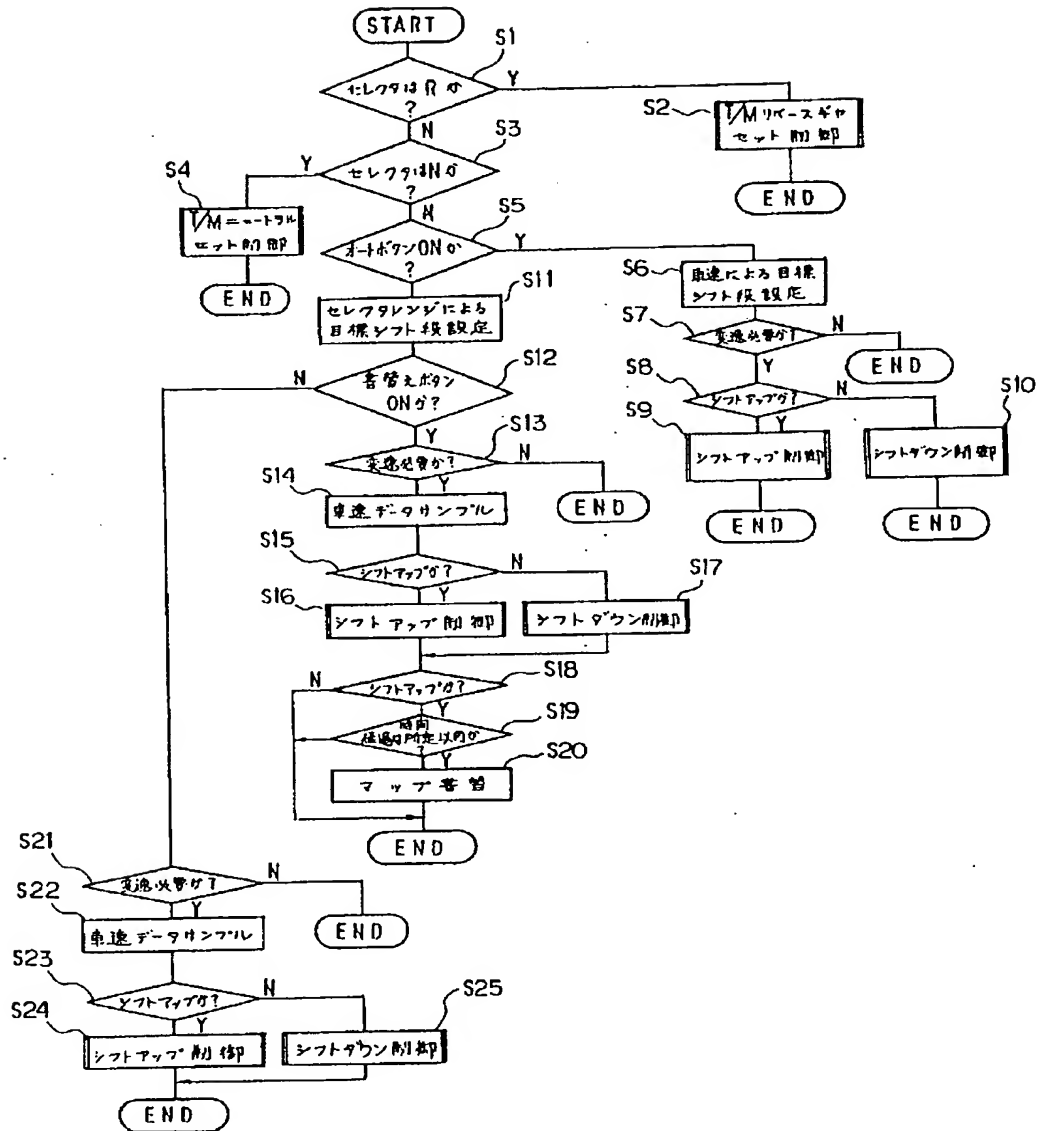 START
S1
セレクタは R か
?
Y
N
S2
T/M リバースギヤ
セット 制 御
END
S3
セレクタはNか
?
Y
N
S4
T/M ニュートラル
セット 制 御
END
S5
オートボタンONか
?
Y
N
S6
車速による目標
シフト段設定
S7
変速必要か?
N
END
Y
S8
シフトアップか?
N
Y
S9
シフトアップ 制 御
END
S10
シフトダウン 制 御
END
S11
セレクタレンジによる
目標 シフト 段 設定
S12
書替えボタン
ONか?
N
Y
S13
変速必要か?
N
END
Y
S14
車速データサンプル
S15
シフトアップか?
N
Y
S16
シフト アップ 制 御
S17
シフトダウン制御
S18
シフトアップか?
N
Y
S19
時間
経過は所定以内か
?
Y
S20
マ ッ プ 書 替
END
S21
変速必要か?
N
END
Y
S22
車 速 データサンプル
S23
シフトアップか?
N
Y
S24
シフトアップ 制 御
S25
シフトダウン 制 御
END